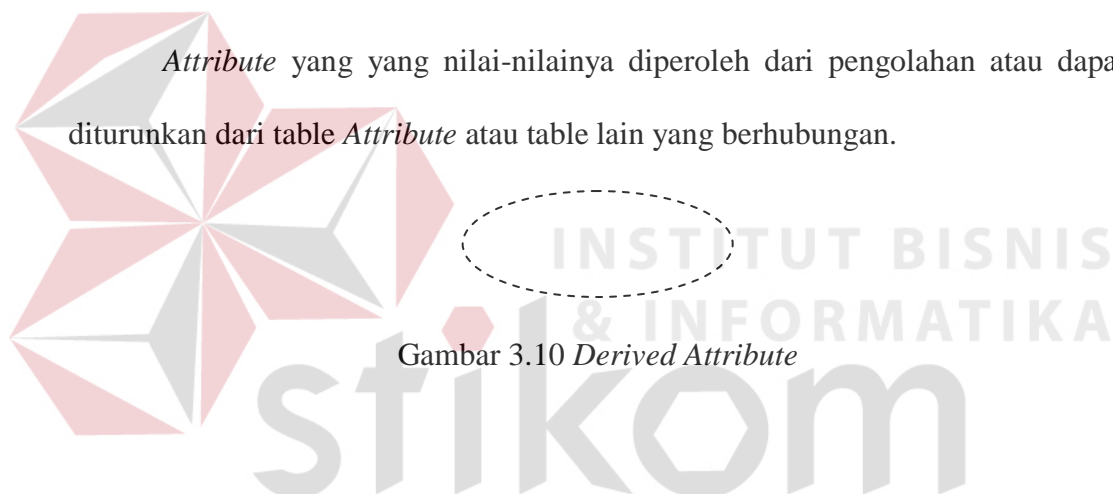 Attribute yang yang nilai-nilainya diperoleh dari pengolahan atau dapa
diturunkan dari table Attribute atau table lain yang berhubungan.
INSTITUT BISNIS
& INFORMATIKA
Gambar 3.10 Derived Attribute
stikom